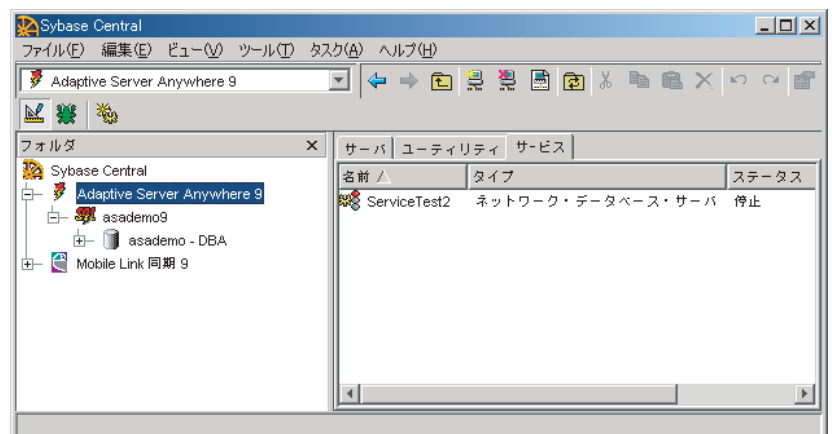 Sybase Central
ファイル(F) 編集(E) ビュー(V) ツール(T) タスク(A) ヘルプ(H)
Adaptive Server Anywhere 9
フォルダ
サーバ ユーティリティ サービス
Sybase Central
Adaptive Server Anywhere 9
asademo9
asademo - DBA
Mobile Link 同期 9
名前 タイプ ステータス
ServiceTest2 ネットワーク・データベース・サーバ 停止